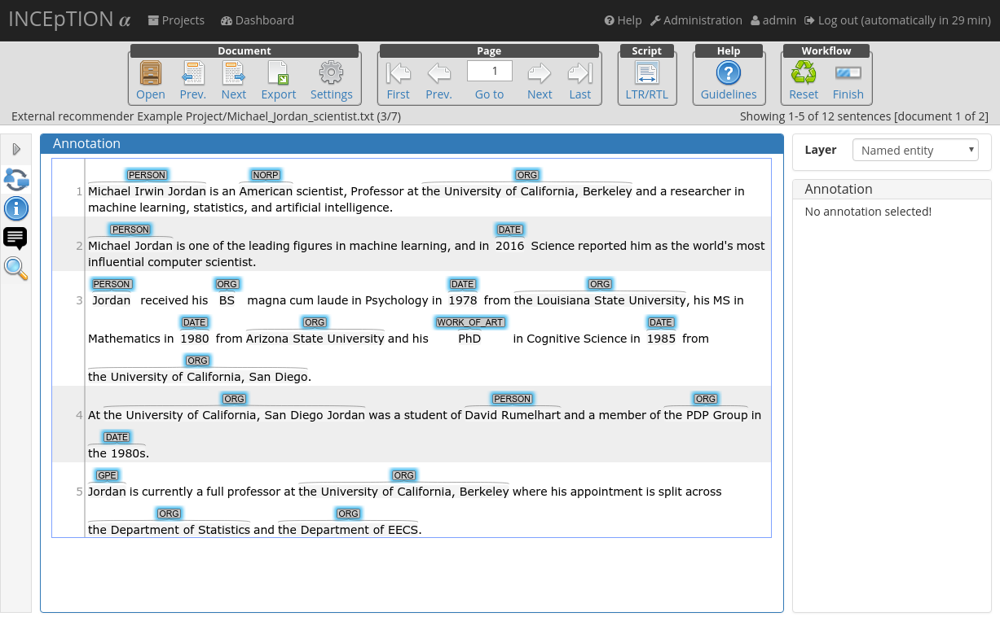 INCEpTION α Projects Dashboard Help Administration admin Log out (automatically in 29 min)
Document Page Script Help Workflow
1
Open Prev. Next Export Settings First Prev. Go to Next Last LTR/RTL Guidelines Reset Finish
External recommender Example Project/Michael_Jordan_scientist.txt (3/7) Showing 1-5 of 12 sentences [document 1 of 2]
Annotation
PERSON NORP ORG
1 Michael Irwin Jordan is an American scientist, Professor at the University of California, Berkeley and a researcher in
machine learning, statistics, and artificial intelligence.
PERSON DATE
2 Michael Jordan is one of the leading figures in machine learning, and in 2016 Science reported him as the world's most
influential computer scientist.
PERSON ORG DATE ORG
3 Jordan received his BS magna cum laude in Psychology in 1978 from the Louisiana State University, his MS in
DATE ORG WORK_OF_ART DATE
Mathematics in 1980 from Arizona State University and his PhD in Cognitive Science in 1985 from
ORG
the University of California, San Diego.
ORG PERSON ORG
4 At the University of California, San Diego Jordan was a student of David Rumelhart and a member of the PDP Group in
DATE
the 1980s.
GPE ORG
5 Jordan is currently a full professor at the University of California, Berkeley where his appointment is split across
ORG ORG
the Department of Statistics and the Department of EECS.
Layer Named entity
Annotation
No annotation selected!